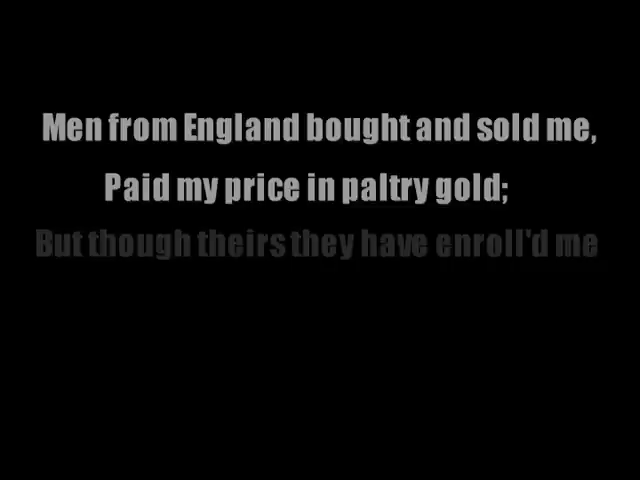 Men from England bought and sold me,
Paid my price in paltry gold;
But though theirs they have enroll'd me